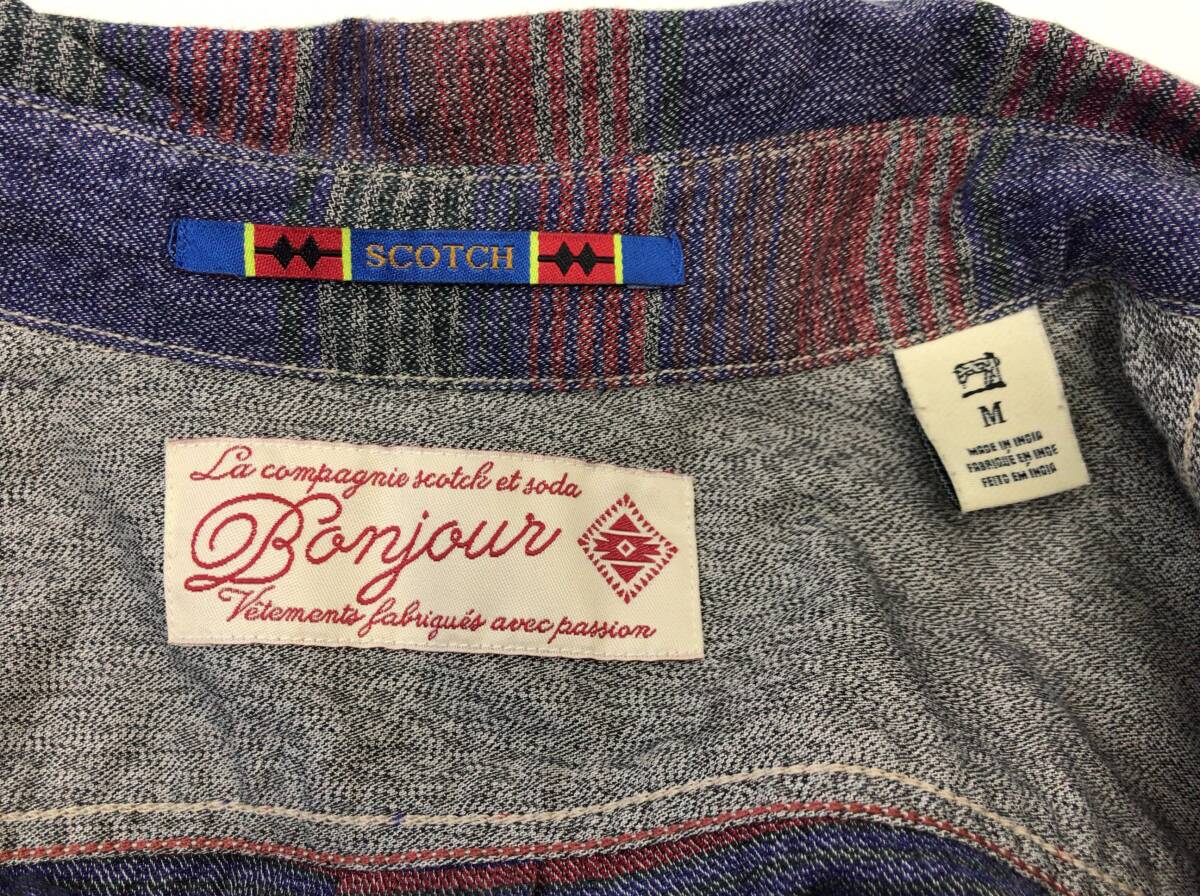 SCOTCH
M
MADE IN INDIA
FABRIQUÉ EN INDE
FEITO EM ÍNDIA
La compagnie scotch et soda
Bonjour
Vêtements fabriqués avec passion